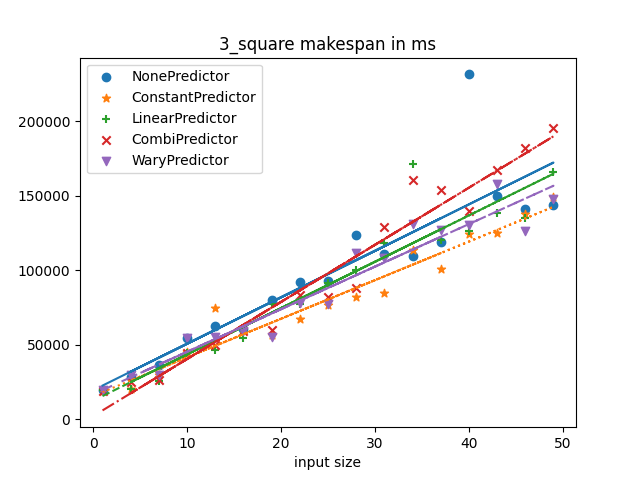 3_square makespan in ms
NonePredictor
ConstantPredictor
LinearPredictor
CombiPredictor
WaryPredictor
200000
150000
100000
50000
0
0 10 20 30 40 50
input size